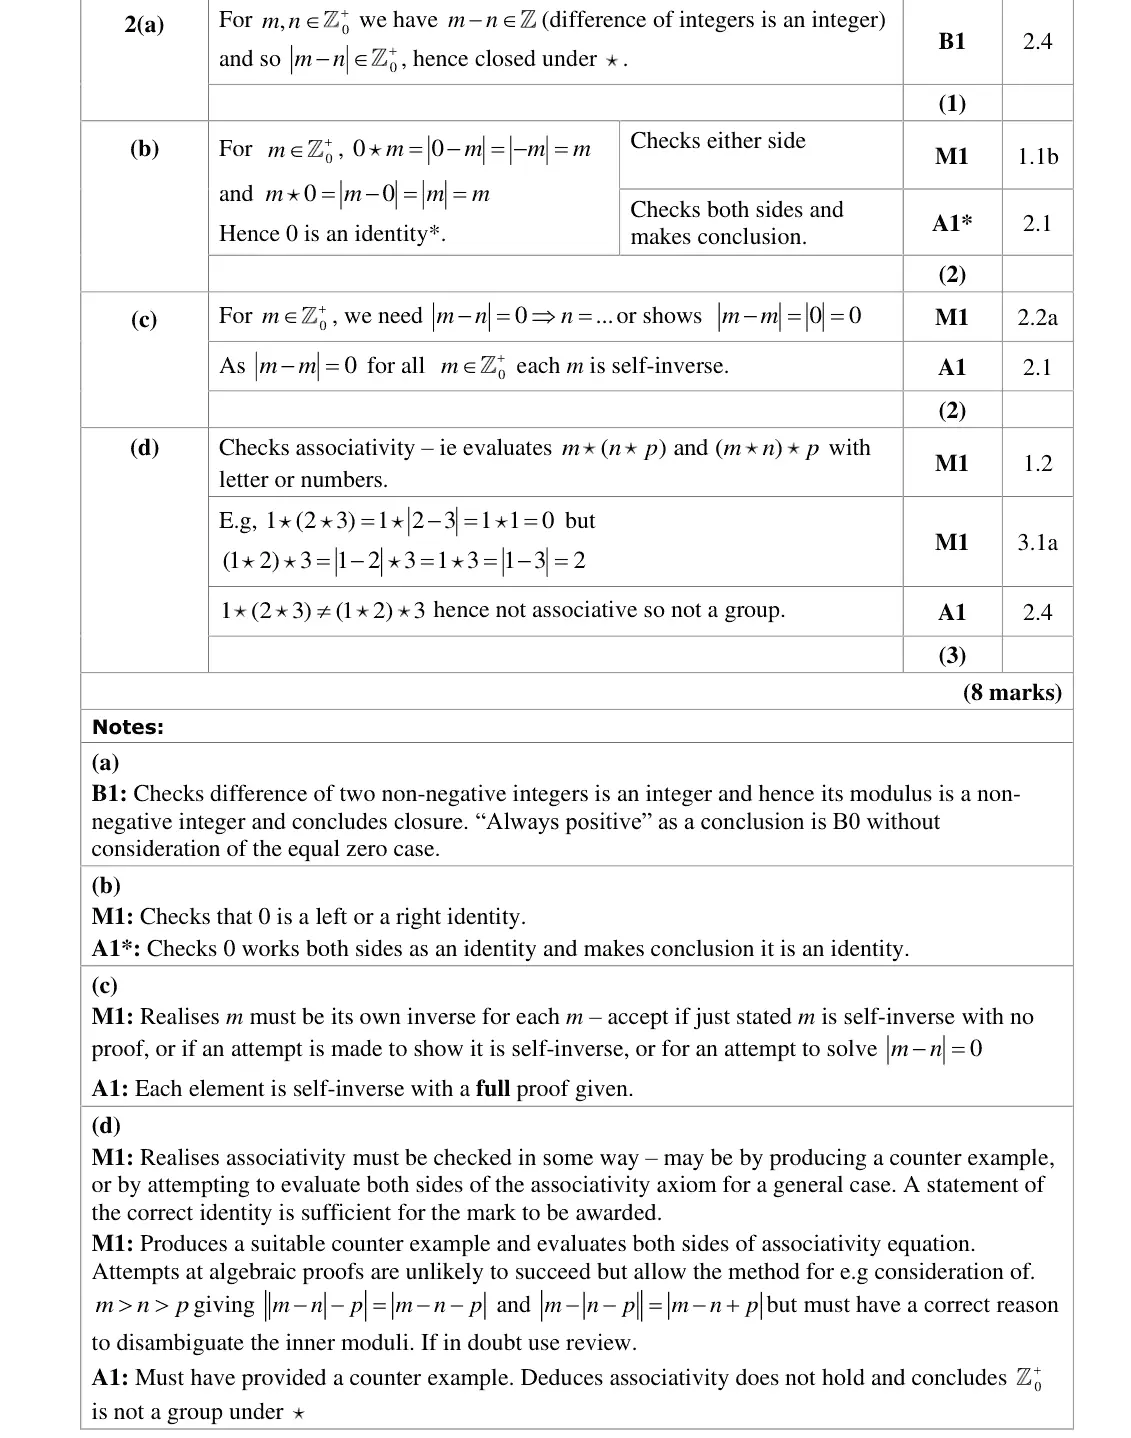 2(a)
For m, n ∈ ℤ₀⁺ we have m − n ∈ ℤ (difference of integers is an integer)
and so |m − n| ∈ ℤ₀⁺, hence closed under ⋆.
B1
2.4
(1)
(b)
For m ∈ ℤ₀⁺, 0 ⋆ m = |0 − m| = |−m| = m
and m ⋆ 0 = |m − 0| = |m| = m
Hence 0 is an identity*.
Checks either side
M1
1.1b
Checks both sides and
makes conclusion.
A1*
2.1
(2)
(c)
For m ∈ ℤ₀⁺, we need |m − n| = 0 ⇒ n = ... or shows |m − m| = |0| = 0
M1
2.2a
As |m − m| = 0 for all m ∈ ℤ₀⁺ each m is self-inverse.
A1
2.1
(2)
(d)
Checks associativity – ie evaluates m ⋆ (n ⋆ p) and (m ⋆ n) ⋆ p with
letter or numbers.
M1
1.2
E.g, 1 ⋆ (2 ⋆ 3) = 1 ⋆ |2 − 3| = 1 ⋆ 1 = 0 but
(1 ⋆ 2) ⋆ 3 = |1 − 2| ⋆ 3 = 1 ⋆ 3 = |1 − 3| = 2
M1
3.1a
1 ⋆ (2 ⋆ 3) ≠ (1 ⋆ 2) ⋆ 3 hence not associative so not a group.
A1
2.4
(3)
(8 marks)
Notes:
(a)
B1: Checks difference of two non-negative integers is an integer and hence its modulus is a non-
negative integer and concludes closure. “Always positive” as a conclusion is B0 without
consideration of the equal zero case.
(b)
M1: Checks that 0 is a left or a right identity.
A1*: Checks 0 works both sides as an identity and makes conclusion it is an identity.
(c)
M1: Realises m must be its own inverse for each m – accept if just stated m is self-inverse with no
proof, or if an attempt is made to show it is self-inverse, or for an attempt to solve |m − n| = 0
A1: Each element is self-inverse with a full proof given.
(d)
M1: Realises associativity must be checked in some way – may be by producing a counter example,
or by attempting to evaluate both sides of the associativity axiom for a general case. A statement of
the correct identity is sufficient for the mark to be awarded.
M1: Produces a suitable counter example and evaluates both sides of associativity equation.
Attempts at algebraic proofs are unlikely to succeed but allow the method for e.g consideration of.
m > n > p giving ||m − n| − p| = |m − n − p| and |m − |n − p|| = |m − n + p| but must have a correct reason
to disambiguate the inner moduli. If in doubt use review.
A1: Must have provided a counter example. Deduces associativity does not hold and concludes ℤ₀⁺
is not a group under ⋆